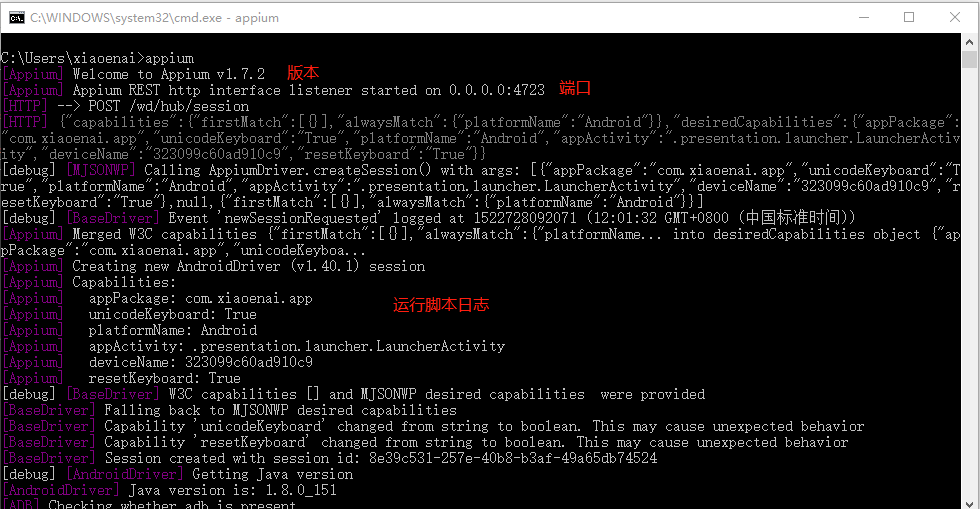 C:\WINDOWS\system32\cmd.exe - appium
C:\Users\xiaoenai>appium
[Appium] Welcome to Appium v1.7.2 版本
[Appium] Appium REST http interface listener started on 0.0.0.0:4723 端口
[HTTP] --> POST /wd/hub/session
[HTTP] {"capabilities":{"firstMatch":[{}],"alwaysMatch":{"platformName":"Android"}},"desiredCapabilities":{"appPackage":
"com.xiaoenai.app","unicodeKeyboard":"True","platformName":"Android","appActivity":".presentation.launcher.LauncherActiv
ity","deviceName":"323099c60ad910c9","resetKeyboard":"True"}}
[debug] [MJSONWP] Calling AppiumDriver.createSession() with args: [{"appPackage":"com.xiaoenai.app","unicodeKeyboard":"T
rue","platformName":"Android","appActivity":".presentation.launcher.LauncherActivity","deviceName":"323099c60ad910c9","r
esetKeyboard":"True"},null,{"firstMatch":[{}],"alwaysMatch":{"platformName":"Android"}}]
[debug] [BaseDriver] Event 'newSessionRequested' logged at 1522728092071 (12:01:32 GMT+0800 (中国标准时间))
[Appium] Merged W3C capabilities {"firstMatch":[{}],"alwaysMatch":{"platformName... into desiredCapabilities object {"ap
pPackage":"com.xiaoenai.app","unicodeKeyboa...
[Appium] Creating new AndroidDriver (v1.40.1) session
[Appium] Capabilities:
[Appium] appPackage: com.xiaoenai.app
运行脚本日志
[Appium] unicodeKeyboard: True
[Appium] platformName: Android
[Appium] appActivity: .presentation.launcher.LauncherActivity
[Appium] deviceName: 323099c60ad910c9
[Appium] resetKeyboard: True
[debug] [BaseDriver] W3C capabilities [] and MJSONWP desired capabilities were provided
[BaseDriver] Falling back to MJSONWP desired capabilities
[BaseDriver] Capability 'unicodeKeyboard' changed from string to boolean. This may cause unexpected behavior
[BaseDriver] Capability 'resetKeyboard' changed from string to boolean. This may cause unexpected behavior
[BaseDriver] Session created with session id: 8e39c531-257e-40b8-b3af-49a65db74524
[debug] [AndroidDriver] Getting Java version
[AndroidDriver] Java version is: 1.8.0_151
[ADB] Checking whether adb is present